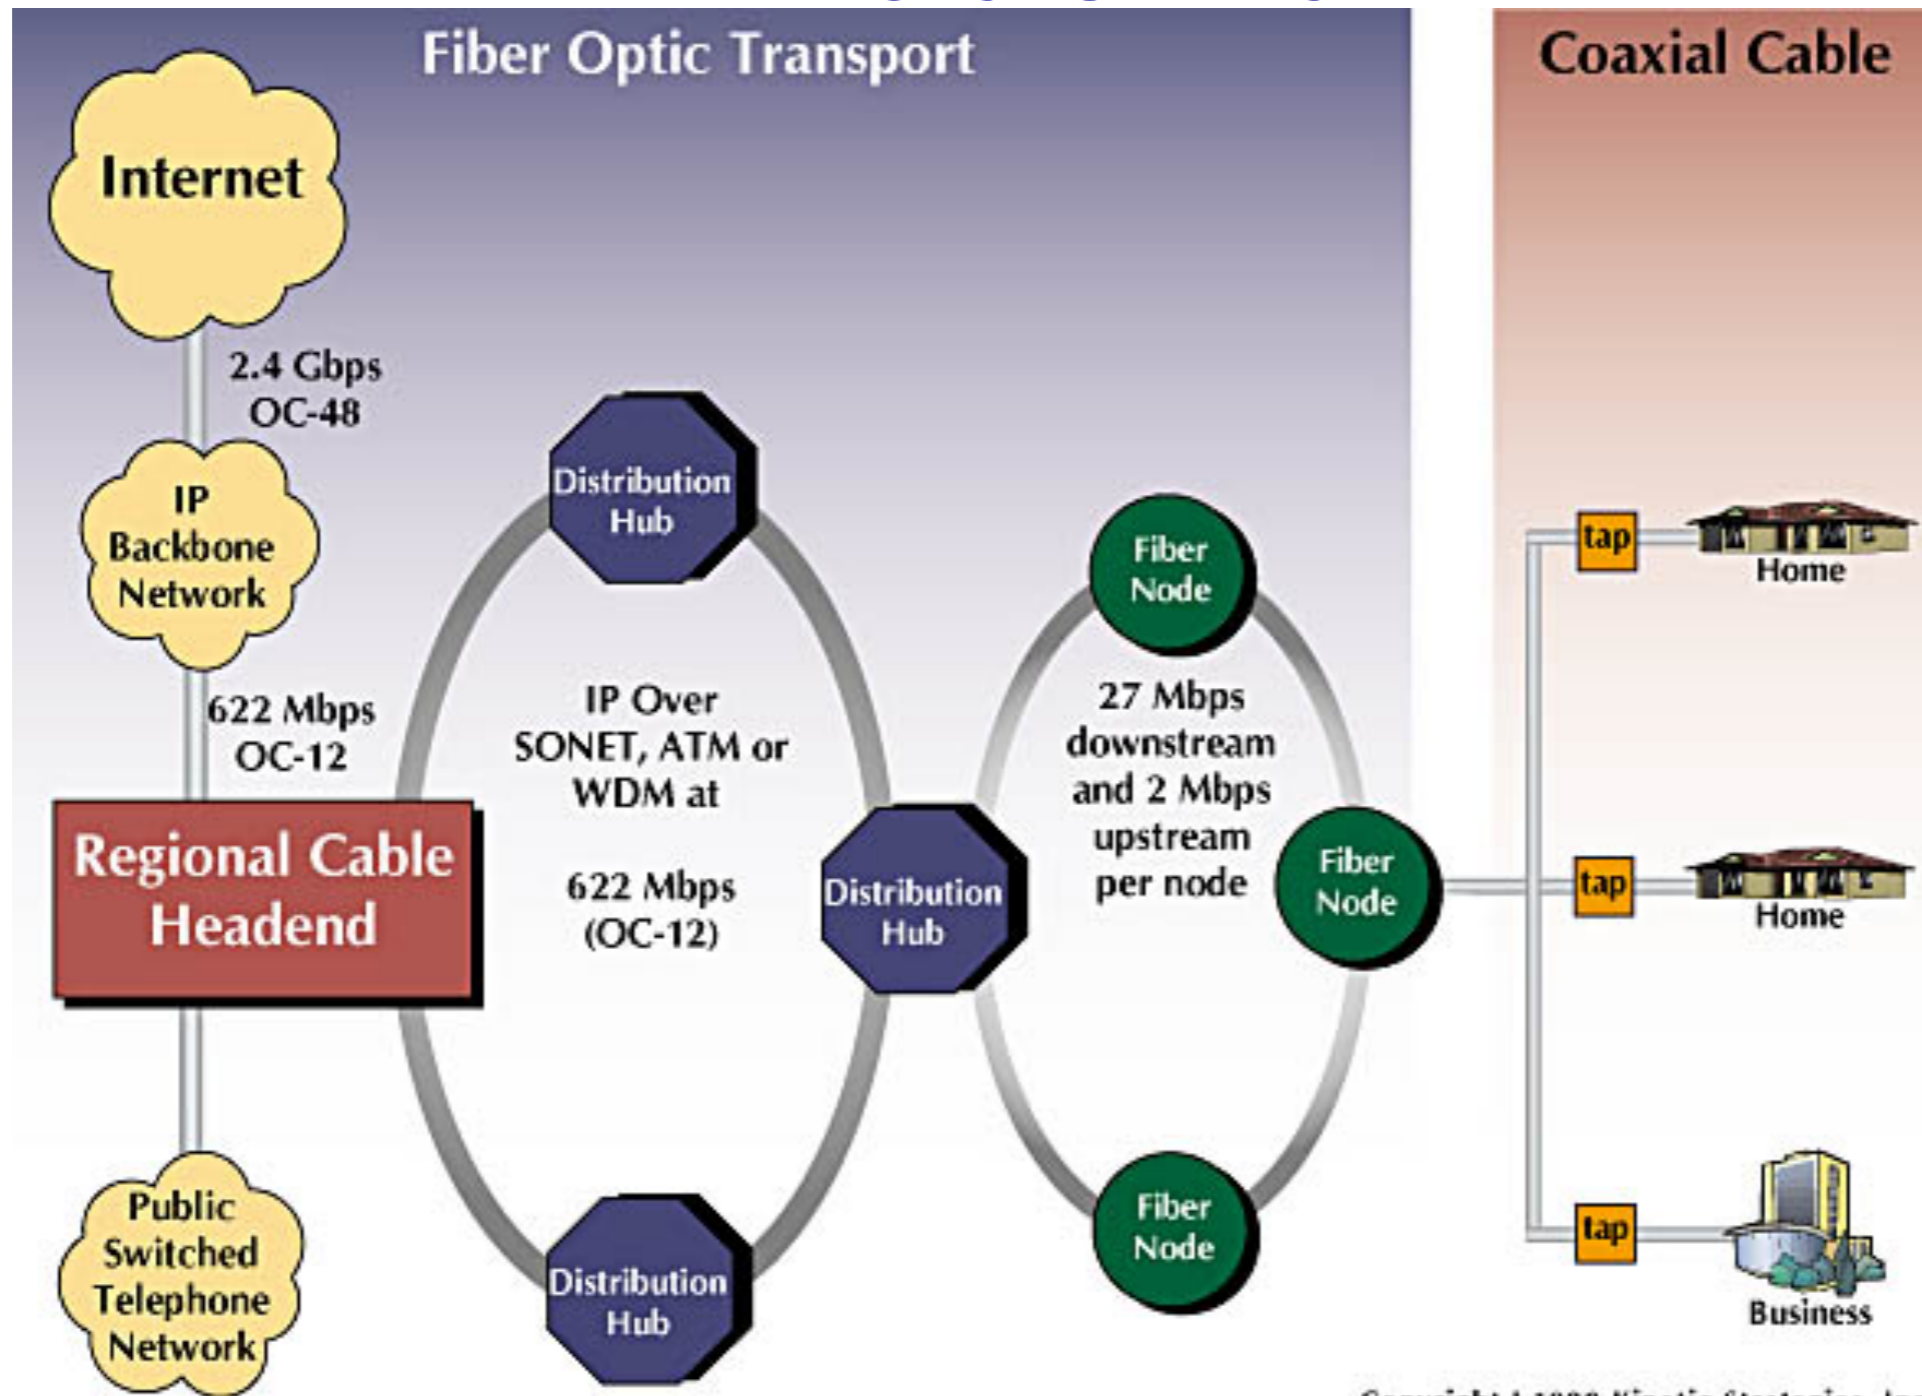 Fiber Optic Transport
Coaxial Cable
Internet
2.4 Gbps
OC-48
IP
Backbone
Network
622 Mbps
OC-12
Regional Cable
Headend
Public
Switched
Telephone
Network
Distribution
Hub
IP Over
SONET, ATM or
WDM at
622 Mbps
(OC-12)
Distribution
Hub
Distribution
Hub
Fiber
Node
27 Mbps
downstream
and 2 Mbps
upstream
per node
Fiber
Node
Fiber
Node
tap
Home
tap
Home
tap
Business